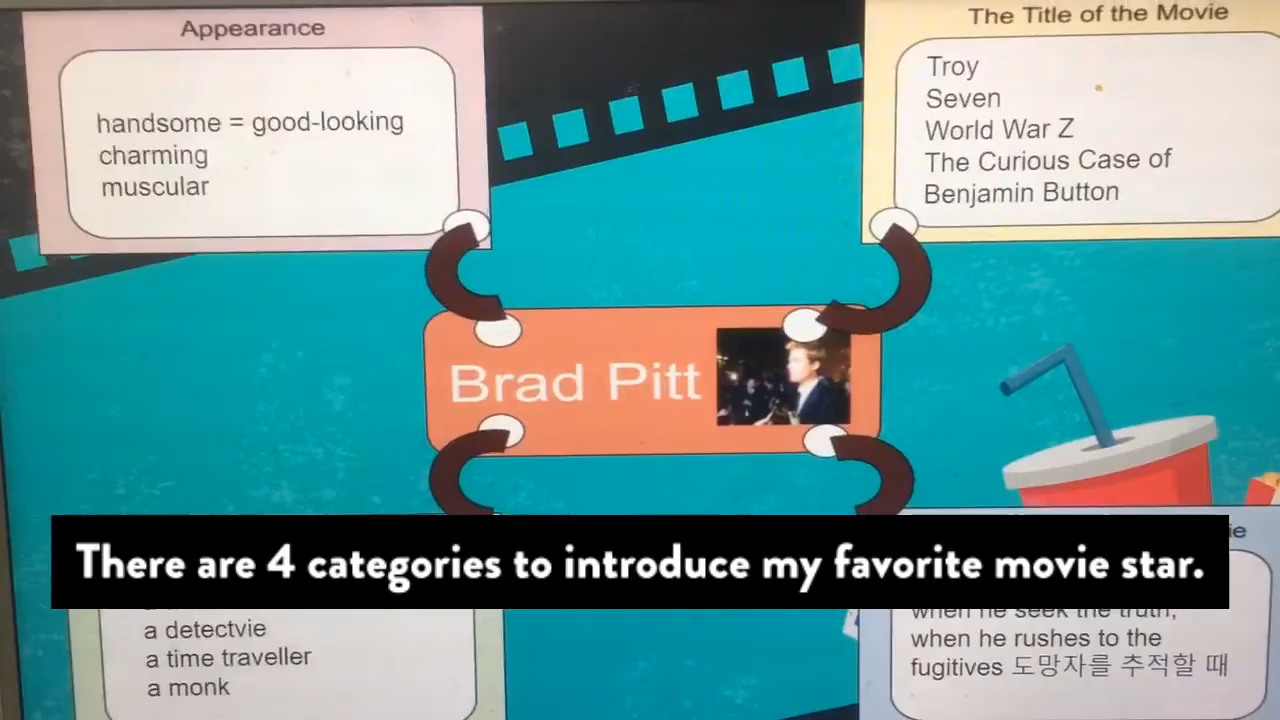 Appearance
handsome = good-looking
charming
muscular
The Title of the Movie
Troy
Seven
World War Z
The Curious Case of
Benjamin Button
Brad Pitt
There are 4 categories to introduce my favorite movie star.
a detectvie
a time traveller
a monk
when he seek the truth,
when he rushes to the
fugitives 도망자를 추적할 때